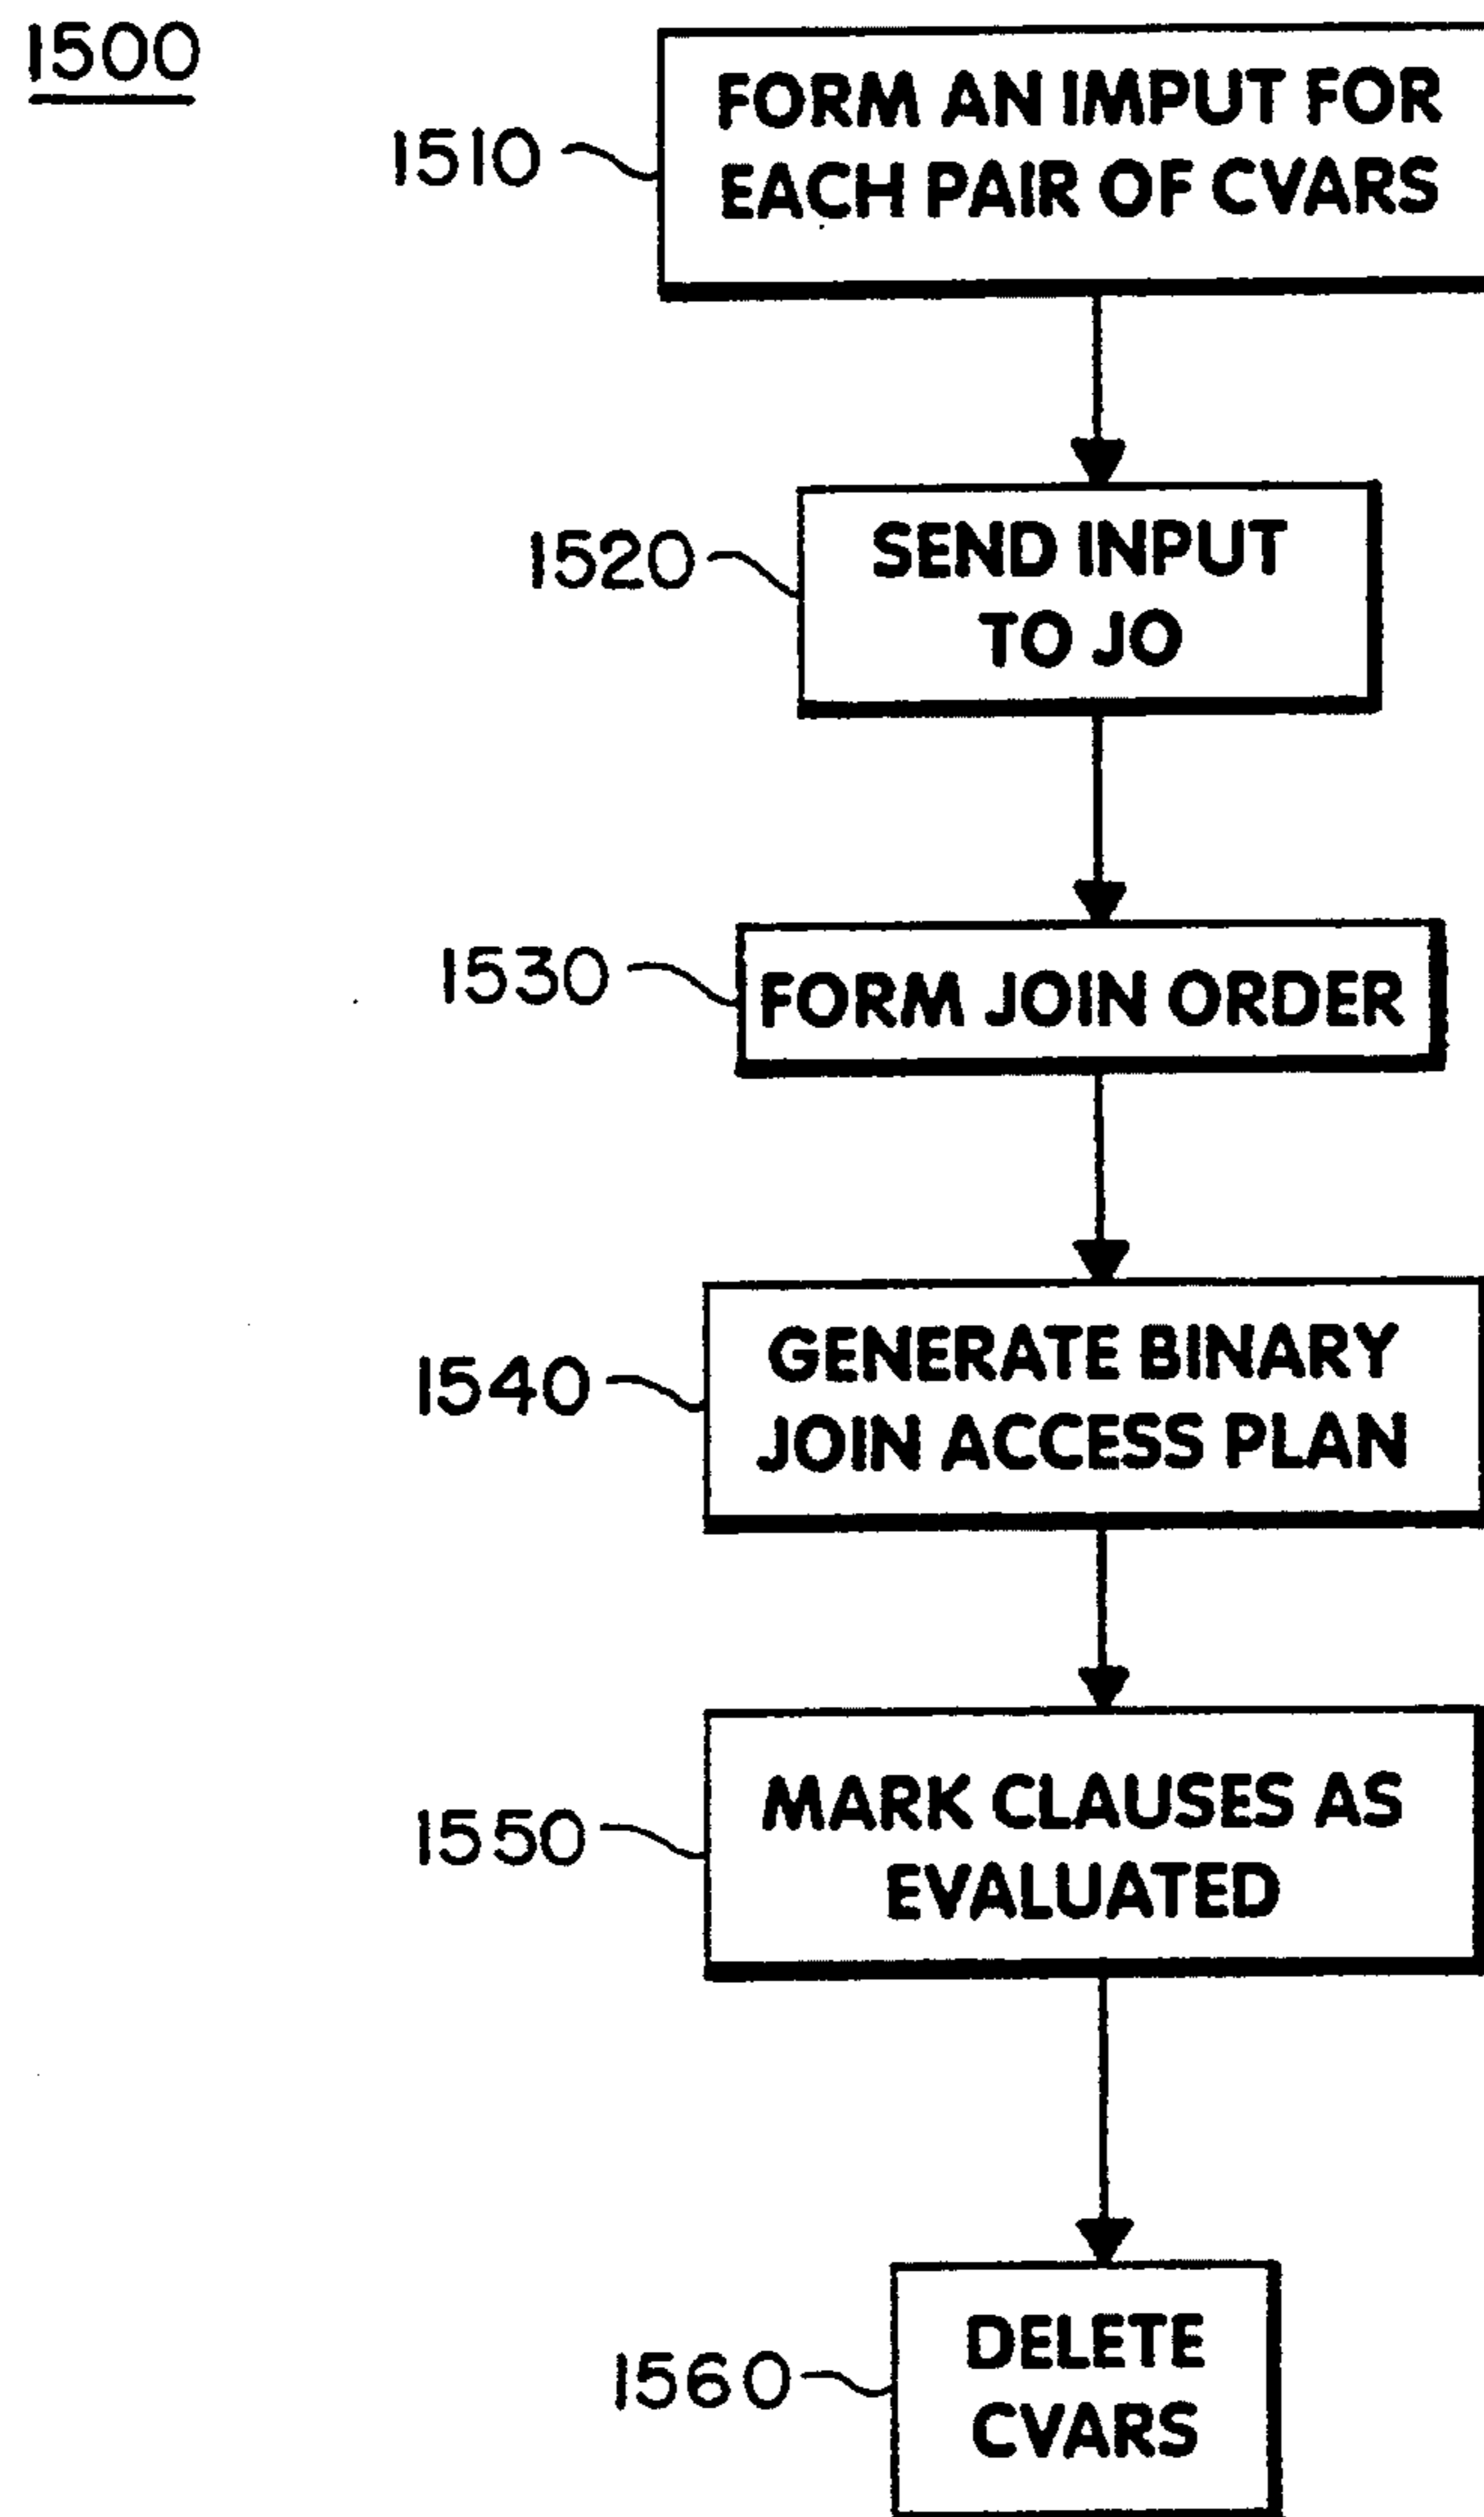 1500
1510
FORM AN IMPUT FOR
EACH PAIR OF CVARS
1520
SEND INPUT
TO JO
1530
FORM JOIN ORDER
1540
GENERATE BINARY
JOIN ACCESS PLAN
1550
MARK CLAUSES AS
EVALUATED
1560
DELETE
CVARS